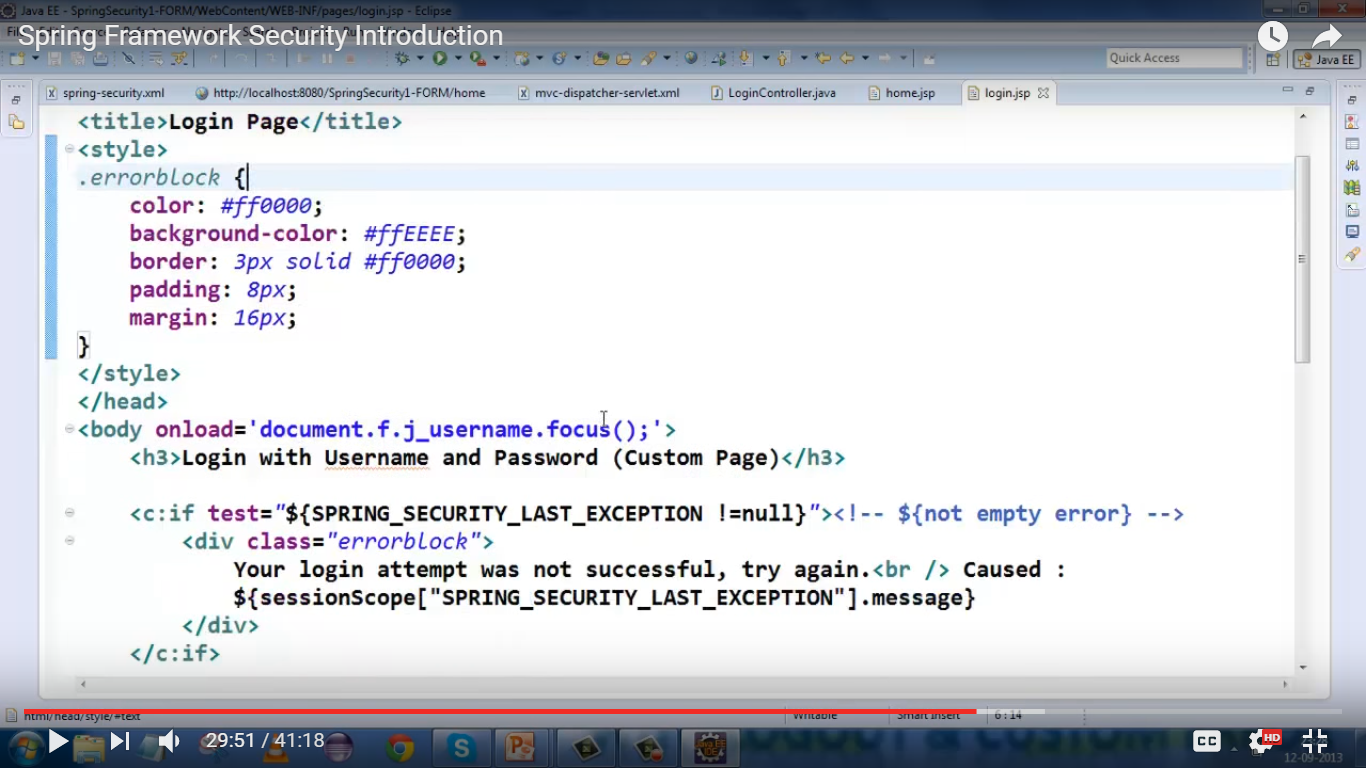 Java EE - SpringSecurity1-FORM/WebContent/WEB-INF/pages/login.jsp - Eclipse
Spring Framework Security Introduction
Quick Access
Java EE
spring-security.xml
http://localhost:8080/SpringSecurity1-FORM/home
mvc-dispatcher-servlet.xml
LoginController.java
home.jsp
login.jsp
<title>Login Page</title>
<style>
.errorblock {
color: #ff0000;
background-color: #ffEEEE;
border: 3px solid #ff0000;
padding: 8px;
margin: 16px;
}
</style>
</head>
<body onload='document.f.j_username.focus();'>
<h3>Login with Username and Password (Custom Page)</h3>
<c:if test="${SPRING_SECURITY_LAST_EXCEPTION !=null}"><!-- ${not empty error} -->
<div class="errorblock">
Your login attempt was not successful, try again.<br /> Caused :
${sessionScope["SPRING_SECURITY_LAST_EXCEPTION"].message}
</div>
</c:if>
html/head/style/#text
Writable
Smart Insert
6 : 14
29:51 / 41:18
CC
HD
12-09-2013